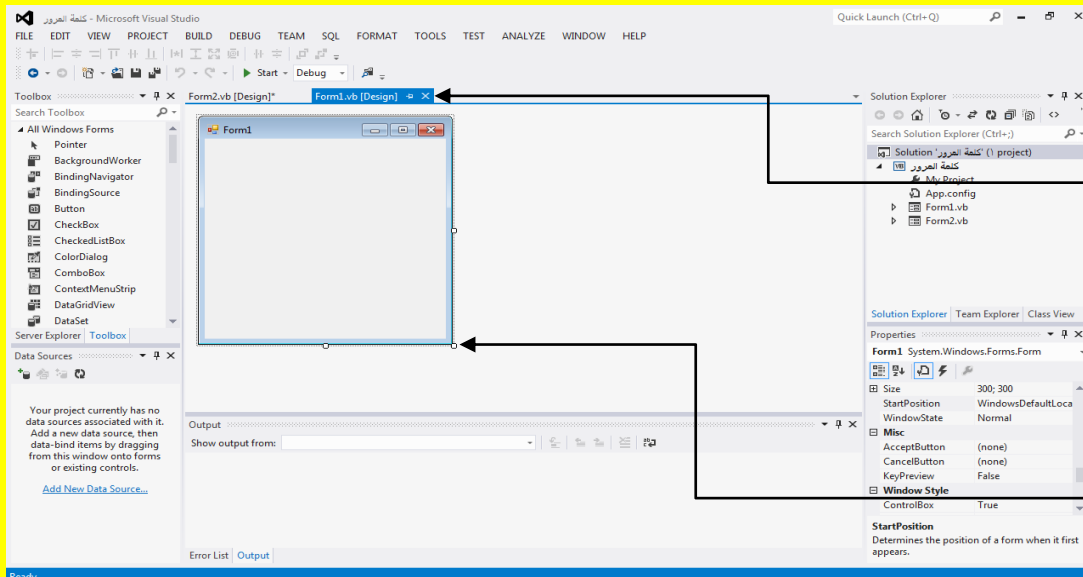 كلمة المرور - Microsoft Visual Studio
Quick Launch (Ctrl+Q)
FILE EDIT VIEW PROJECT BUILD DEBUG TEAM SQL FORMAT TOOLS TEST ANALYZE WINDOW HELP
Start Debug
Toolbox
Search Toolbox
All Windows Forms
Pointer
BackgroundWorker
BindingNavigator
BindingSource
Button
CheckBox
CheckedListBox
ColorDialog
ComboBox
ContextMenuStrip
DataGridView
DataSet
Server Explorer Toolbox
Data Sources
Your project currently has no
data sources associated with it.
Add a new data source, then
data-bind items by dragging
from this window onto forms
or existing controls.
Add New Data Source...
Form2.vb [Design]* Form1.vb [Design]
Form1
Output
Show output from:
Error List Output
Solution Explorer
Search Solution Explorer (Ctrl+;)
Solution 'كلمة المرور' (١ project)
كلمة المرور
My Project
App.config
Form1.vb
Form2.vb
Solution Explorer Team Explorer Class View
Properties
Form1 System.Windows.Forms.Form
Size 300; 300
StartPosition WindowsDefaultLoca
WindowState Normal
Misc
AcceptButton (none)
CancelButton (none)
KeyPreview False
Window Style
ControlBox True
StartPosition
Determines the position of a form when it first
appears.
Ready